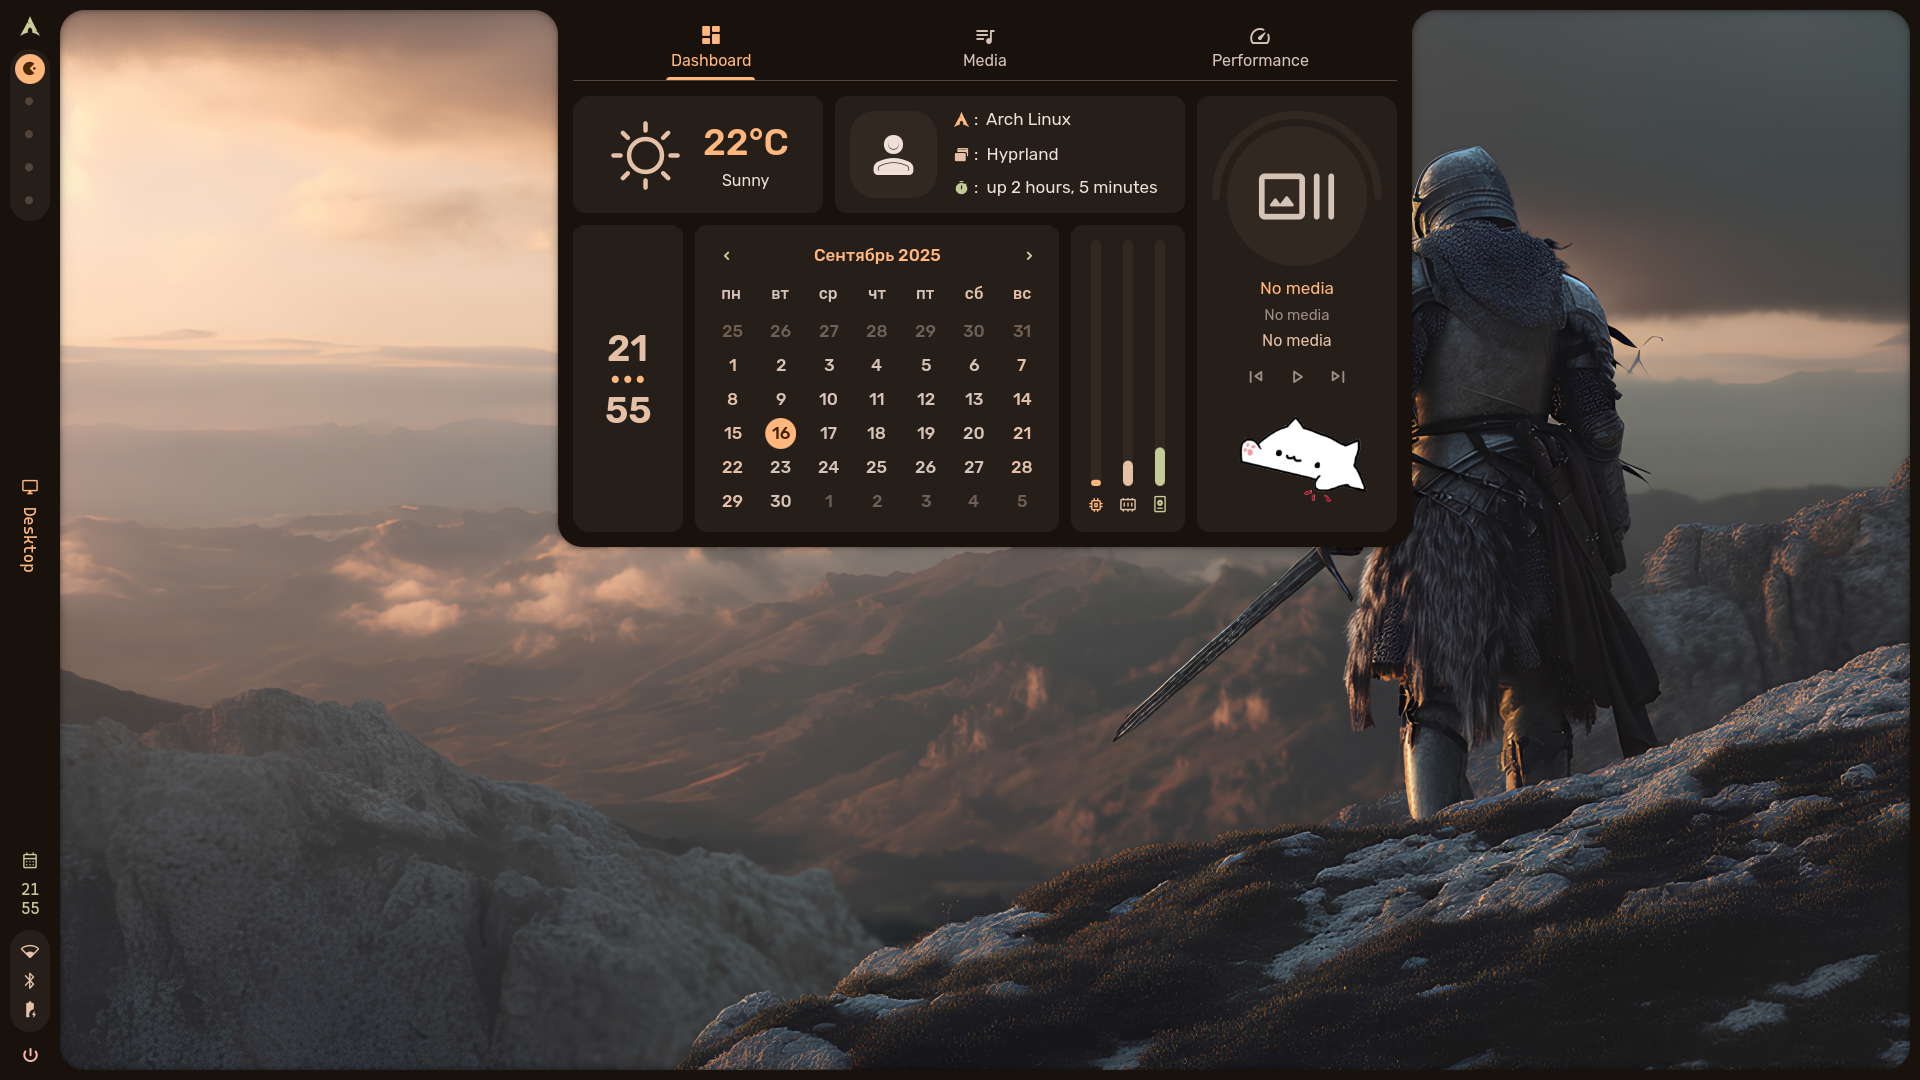 Dashboard
Media
Performance
22°C
Sunny
: Arch Linux
: Hyprland
: up 2 hours, 5 minutes
21
55
Сентябрь 2025
пн вт ср чт пт сб вс
25 26 27 28 29 30 31
1 2 3 4 5 6 7
8 9 10 11 12 13 14
15 16 17 18 19 20 21
22 23 24 25 26 27 28
29 30 1 2 3 4 5
No media
No media
No media
Desktop
21
55